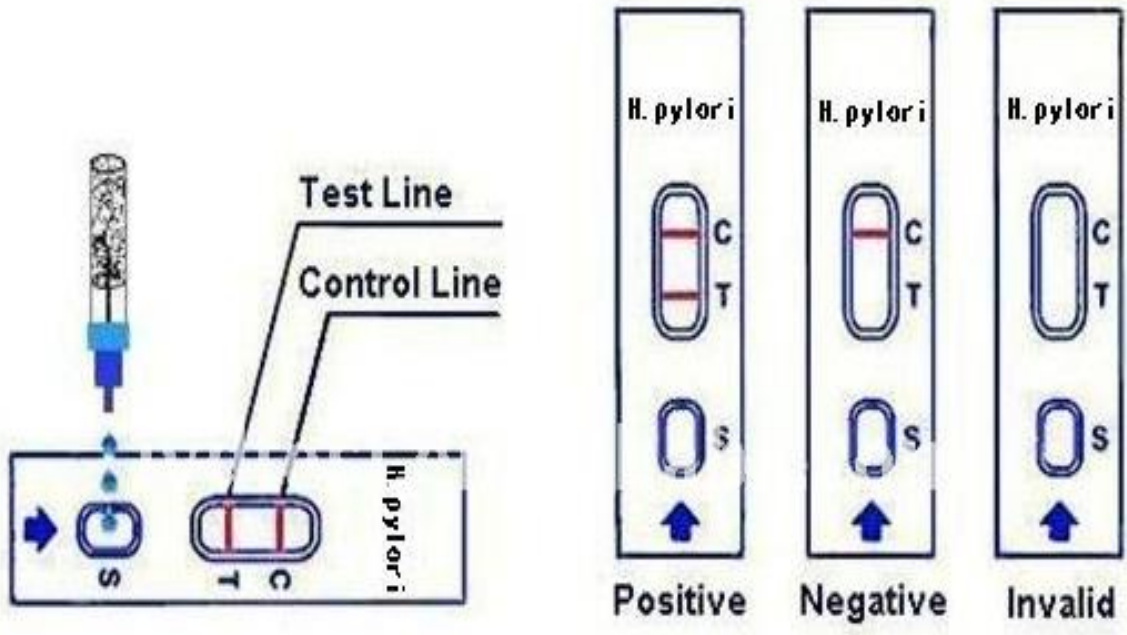 Test Line
Control Line
S
T
C
H. pylori
H. pylori
C
T
S
Positive
H. pylori
C
T
S
Negative
H. pylori
C
T
S
Invalid